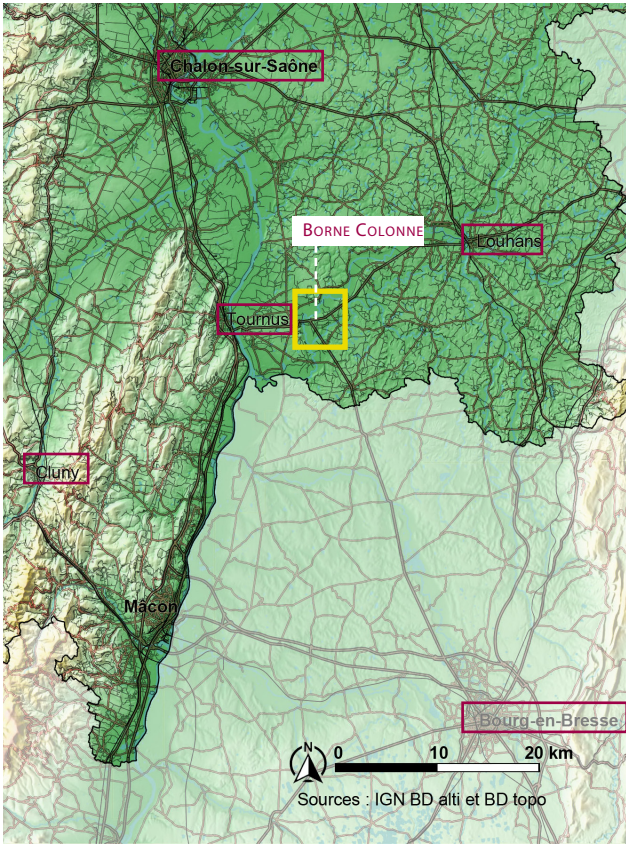 Chalon-sur-Saône
BORNE COLONNE
Louhans
Tournus
Cluny
Mâcon
Bourg-en-Bresse
N
0 10 20 km
Sources : IGN BD alti et BD topo